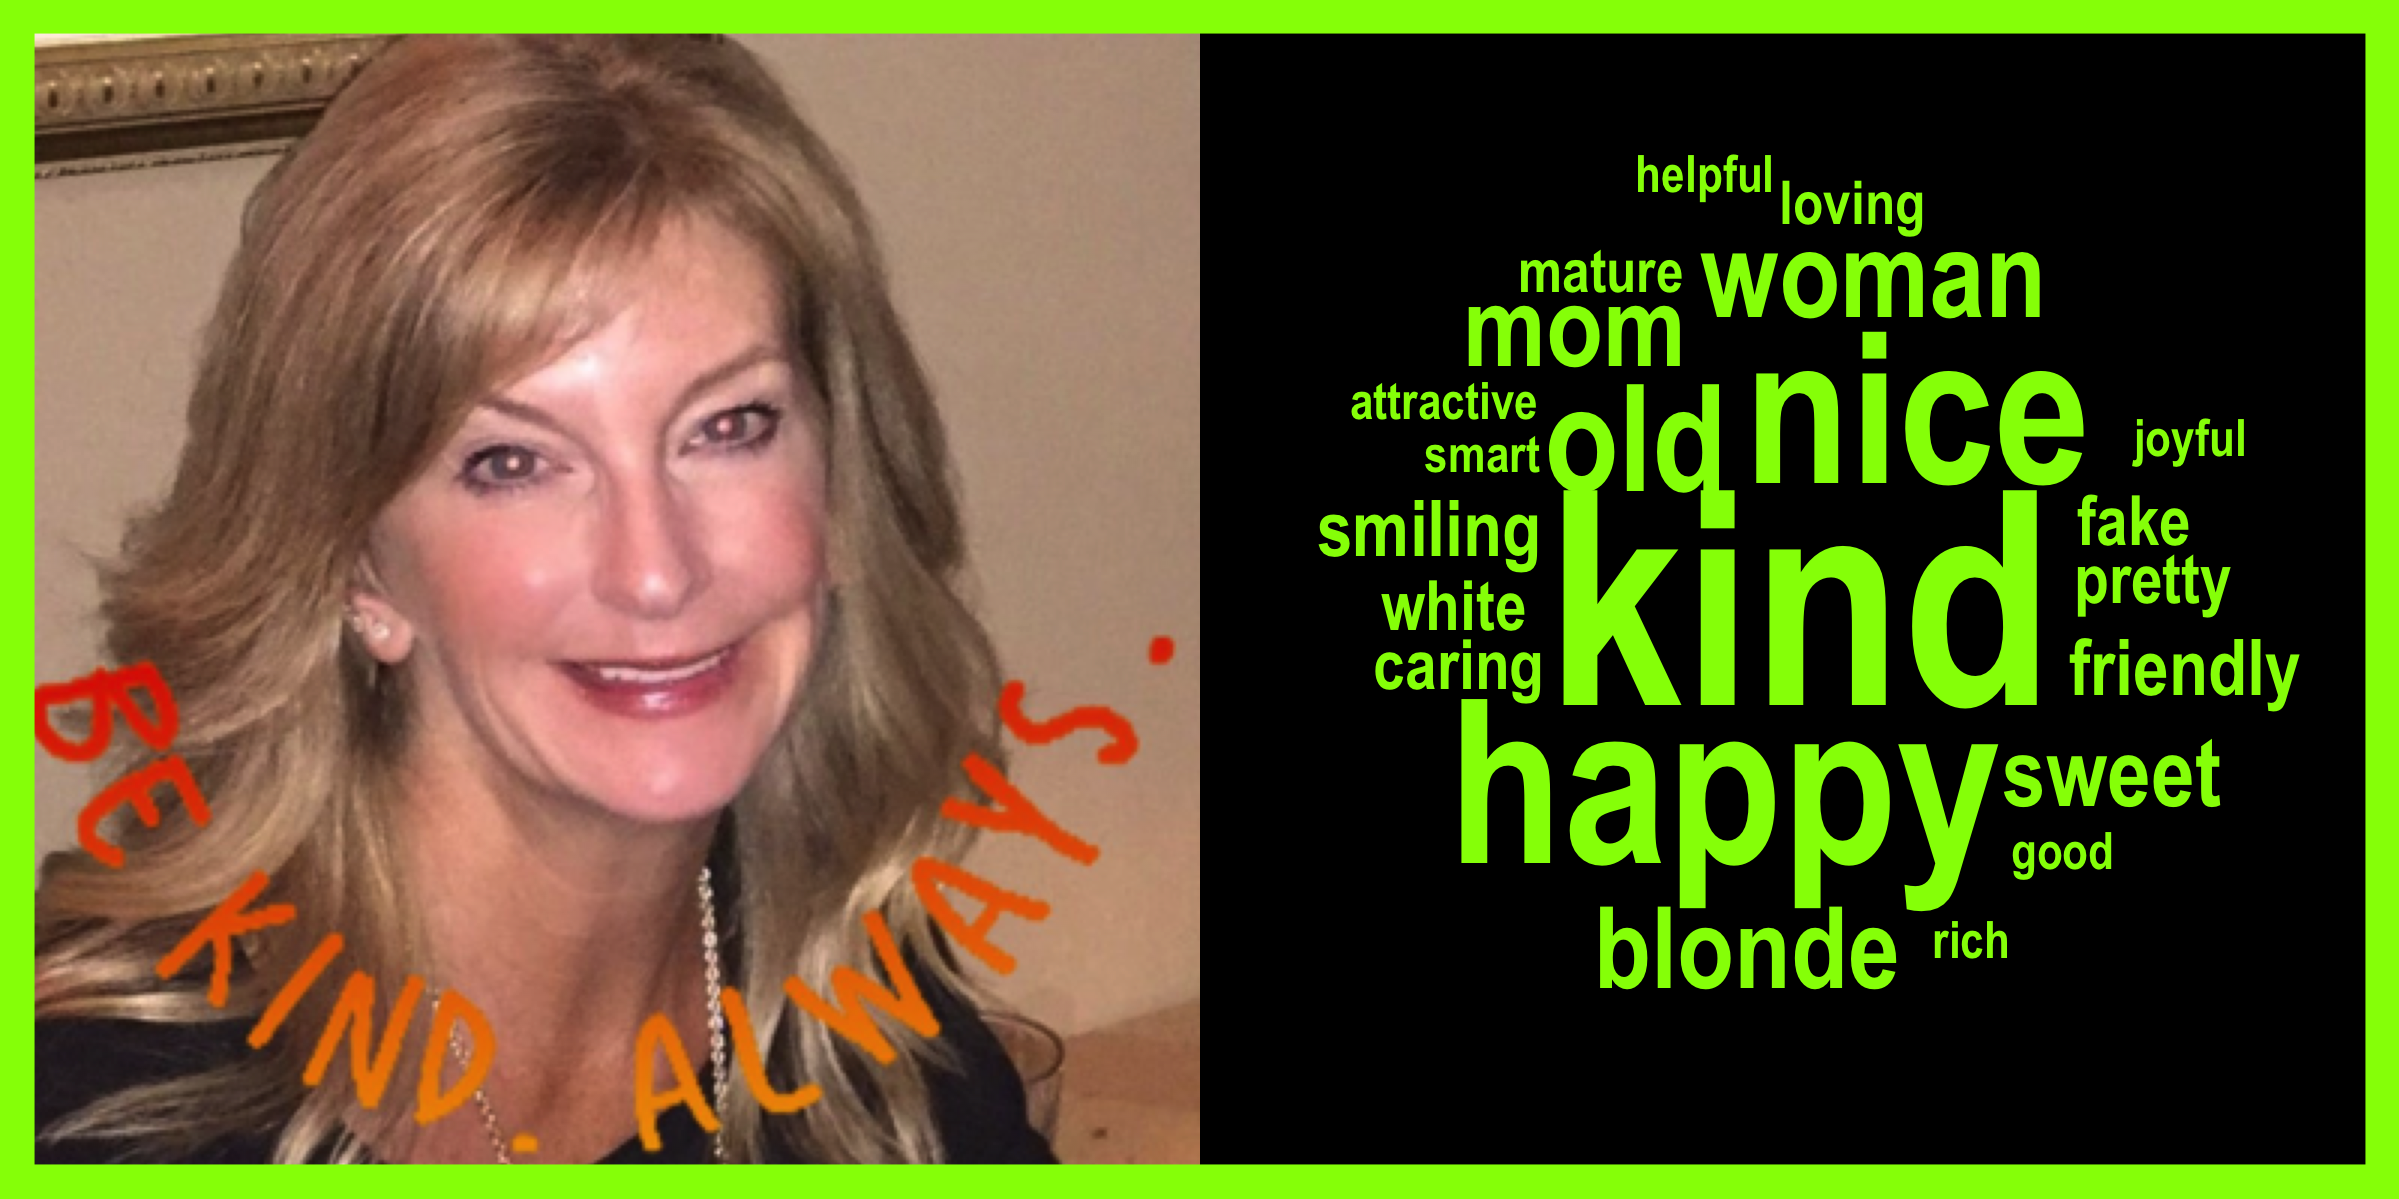 BE KIND. ALWAYS.
helpful
loving
mature woman
mom
attractive old nice
smart
joyful
smiling kind fake
white pretty
caring friendly
happy sweet
good
blonde rich